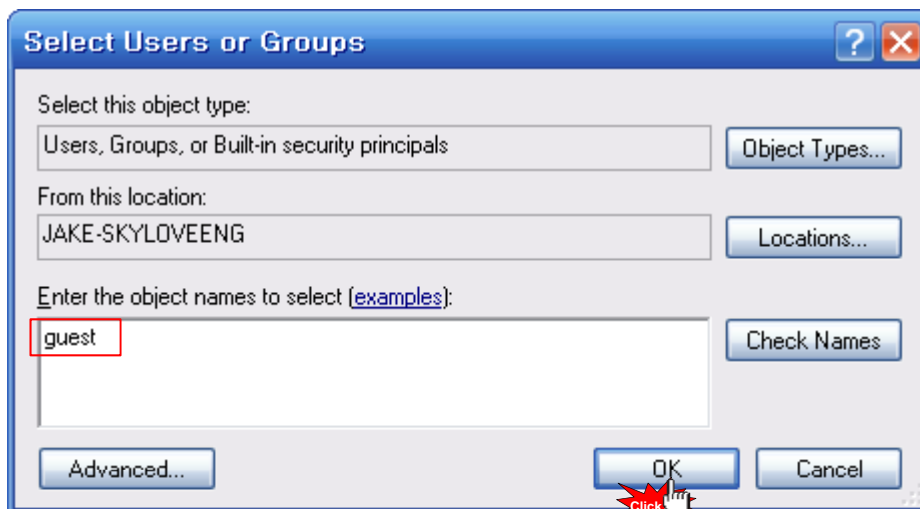 Select Users or Groups
Select this object type:
Users, Groups, or Built-in security principals
Object Types...
From this location:
JAKE-SKYLOVEENG
Locations...
Enter the object names to select (examples):
guest
Check Names
Advanced...
OK
Cancel
Click